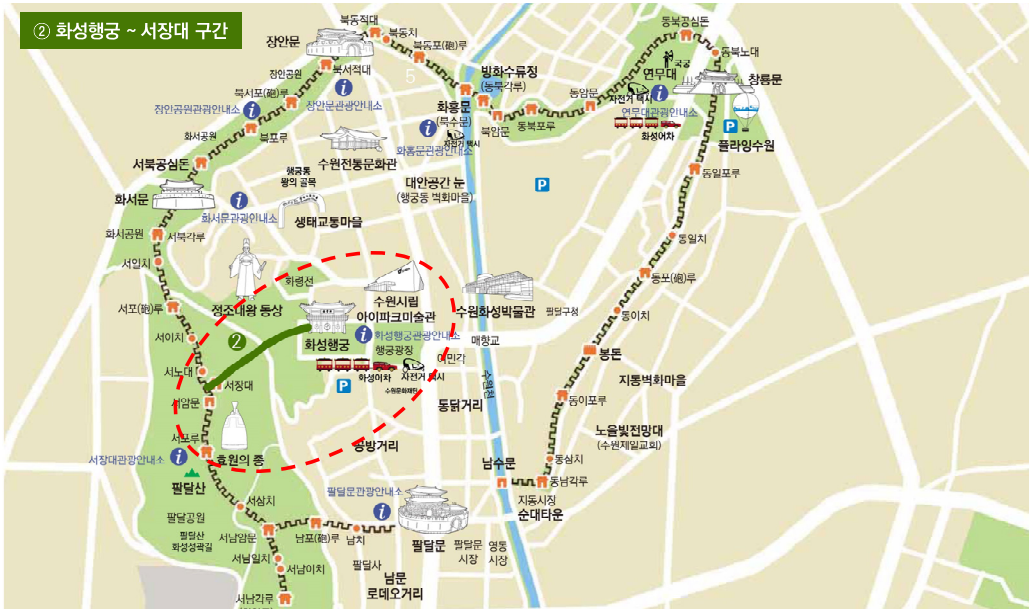 ② 화성행궁 ~ 서장대 구간
북동적대
장안문
북동치
북동포(砲)루
5
북서적대
장안공원
북서포(砲)루
장안공원관광안내소
장안문관광안내소
화서공원
북포루
수원전통문화관
서북공심돈
화서문
화서문관광안내소
행궁동
왕의 골목
생태교통마을
화서공원
서북각루
서일치
서포(砲)루
서이치
서노대
서장대
서암문
서포루
서장대관광안내소
팔달산
효원의 종
정조대왕 동상
화령전
2
화성행궁
수원시립
아이파크미술관
화성행궁관광안내소
행궁광장
여민각
화성어차
자전거 택시
수원문화재단
P
공방거리
동닭거리
방화수류정
(동북각루)
화홍문
(북수문)
자전거 택시
화홍문관광안내소
북암문
동북포루
동암문
대안공간 눈
(행궁동 벽화마을)
P
동북공심돈
국궁
연무대
동북노대
창룡문
자전거 택시
연무대관광안내소
화성어차
P
플라잉수원
동일포루
동일치
동포(砲)루
동이치
봉돈
지동벽화마을
동이포루
노을빛전망대
(수원제일교회)
동삼치
동남각루
수원화성박물관
팔달구청
매향교
수원천
남수문
지동시장
순대타운
팔달문관광안내소
팔달문
팔달문
시장
영동
시장
서삼치
팔달공원
팔달산
화성성곽길
서남암문
남포(砲)루
남치
서남일치
서남이치
서남각루
팔달사
남문
로데오거리